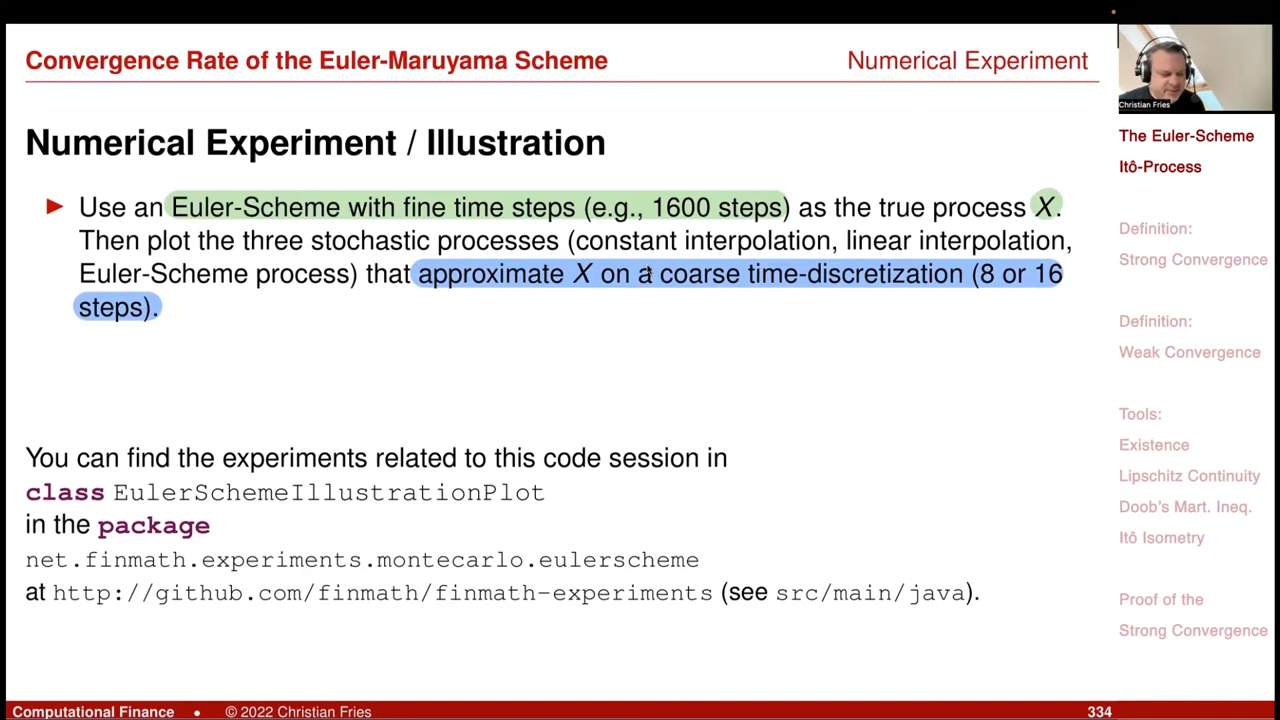 Convergence Rate of the Euler-Maruyama Scheme
Numerical Experiment
Christian Fries
Numerical Experiment / Illustration
▶ Use an Euler-Scheme with fine time steps (e.g., 1600 steps) as the true process X.
Then plot the three stochastic processes (constant interpolation, linear interpolation,
Euler-Scheme process) that approximate X on a coarse time-discretization (8 or 16
steps).
You can find the experiments related to this code session in
class EulerSchemeIllustrationPlot
in the package
net.finmath.experiments.montecarlo.eulerscheme
at http://github.com/finmath/finmath-experiments (see src/main/java).
The Euler-Scheme
Itô-Process
Definition:
Strong Convergence
Definition:
Weak Convergence
Tools:
Existence
Lipschitz Continuity
Doob's Mart. Ineq.
Itô Isometry
Proof of the
Strong Convergence
Computational Finance • © 2022 Christian Fries
334